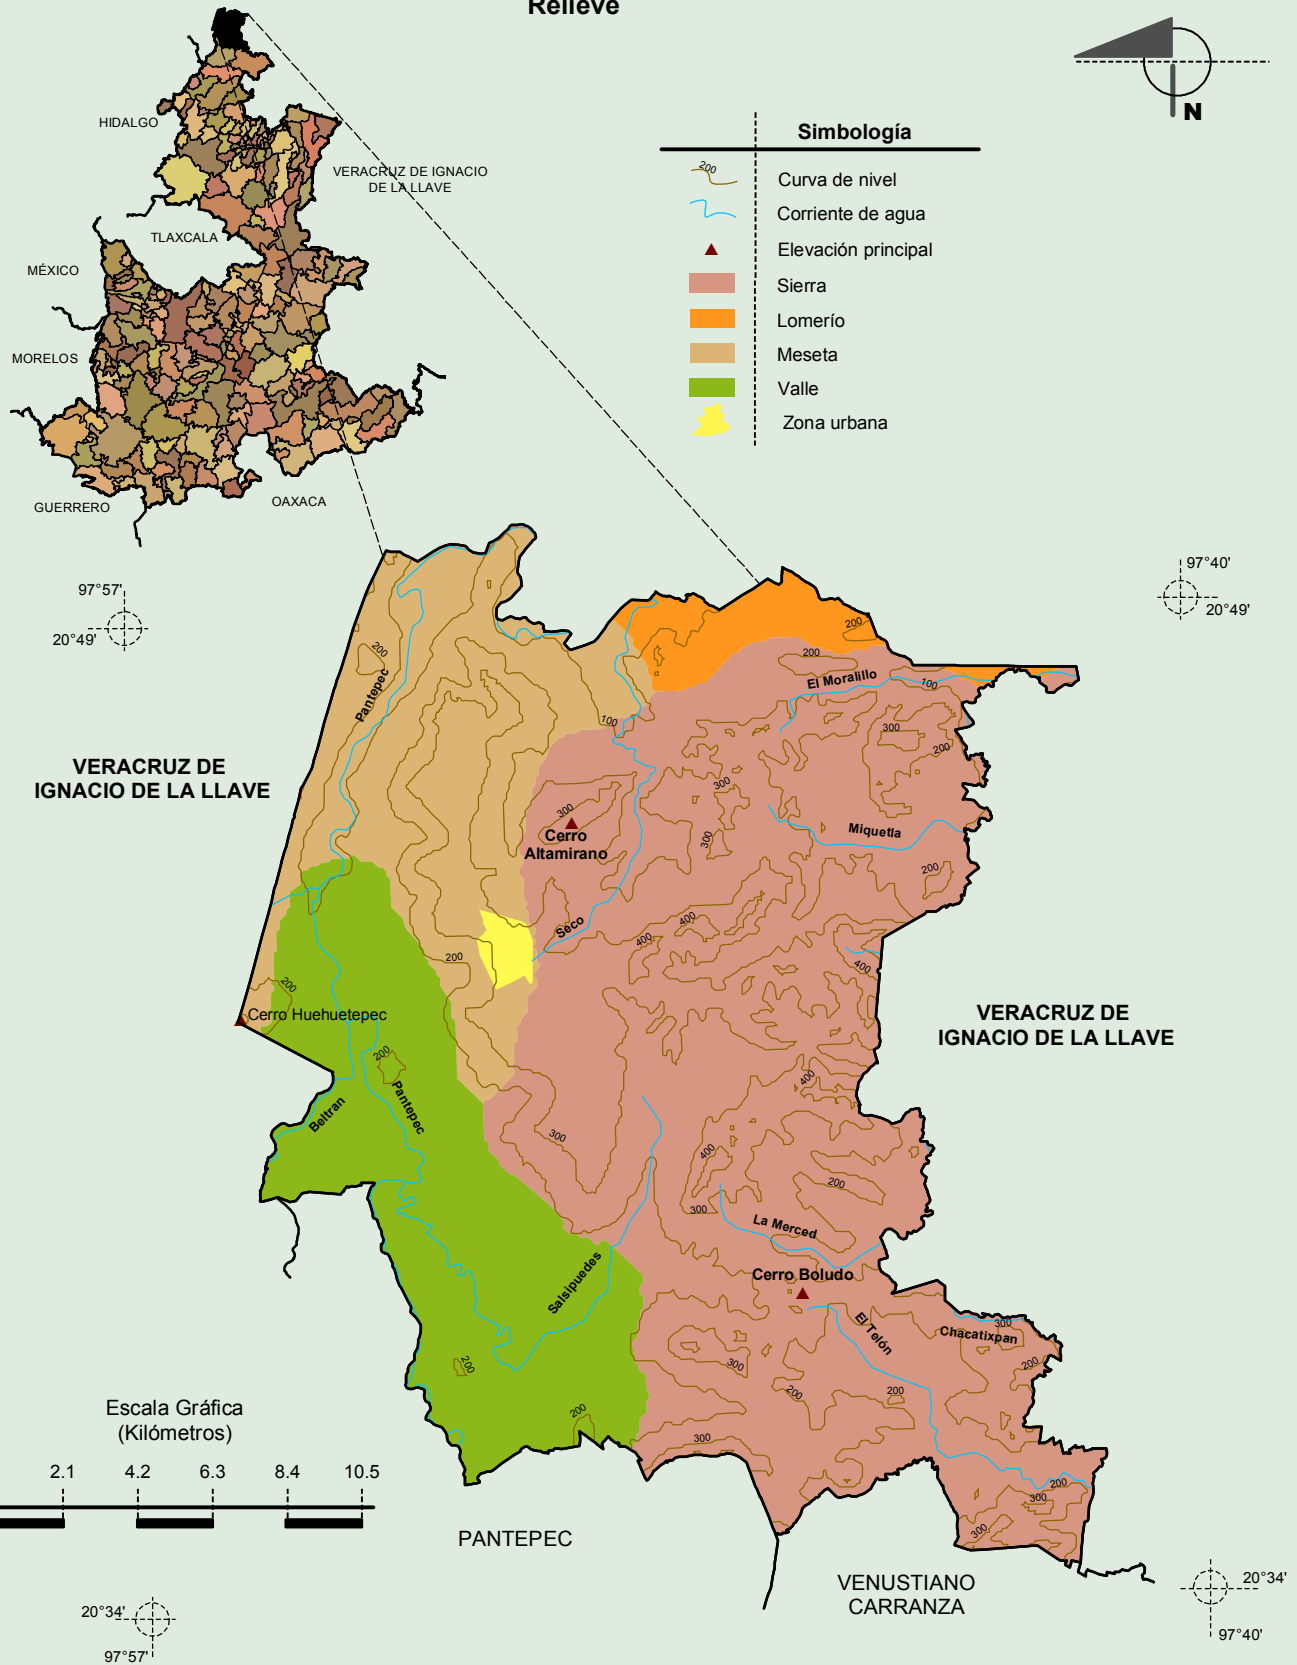 Relieve
N
HIDALGO
VERACRUZ DE IGNACIO
DE LA LLAVE
TLAXCALA
MÉXICO
MORELOS
GUERRERO
OAXACA
Simbología
200
Curva de nivel
Corriente de agua
Elevación principal
Sierra
Lomerío
Meseta
Valle
Zona urbana
97°57'
20°49'
97°40'
20°49'
VERACRUZ DE
IGNACIO DE LA LLAVE
200
Pantepec
100
200
200
El Moralillo
100
300
200
300
300
Cerro
Altamirano
300
Miquetla
200
Seco
400
400
400
200
200
Cerro Huehuetepec
200
Pantepec
Beltran
VERACRUZ DE
IGNACIO DE LA LLAVE
400
300
400
200
300
La Merced
Cerro Boludo
Salsipuedes
El Telón
300
Chacatixpan
200
300
200
200
200
200
300
200
300
300
Escala Gráfica
(Kilómetros)
2.1 4.2 6.3 8.4 10.5
PANTEPEC
VENUSTIANO
CARRANZA
20°34'
97°57'
20°34'
97°40'